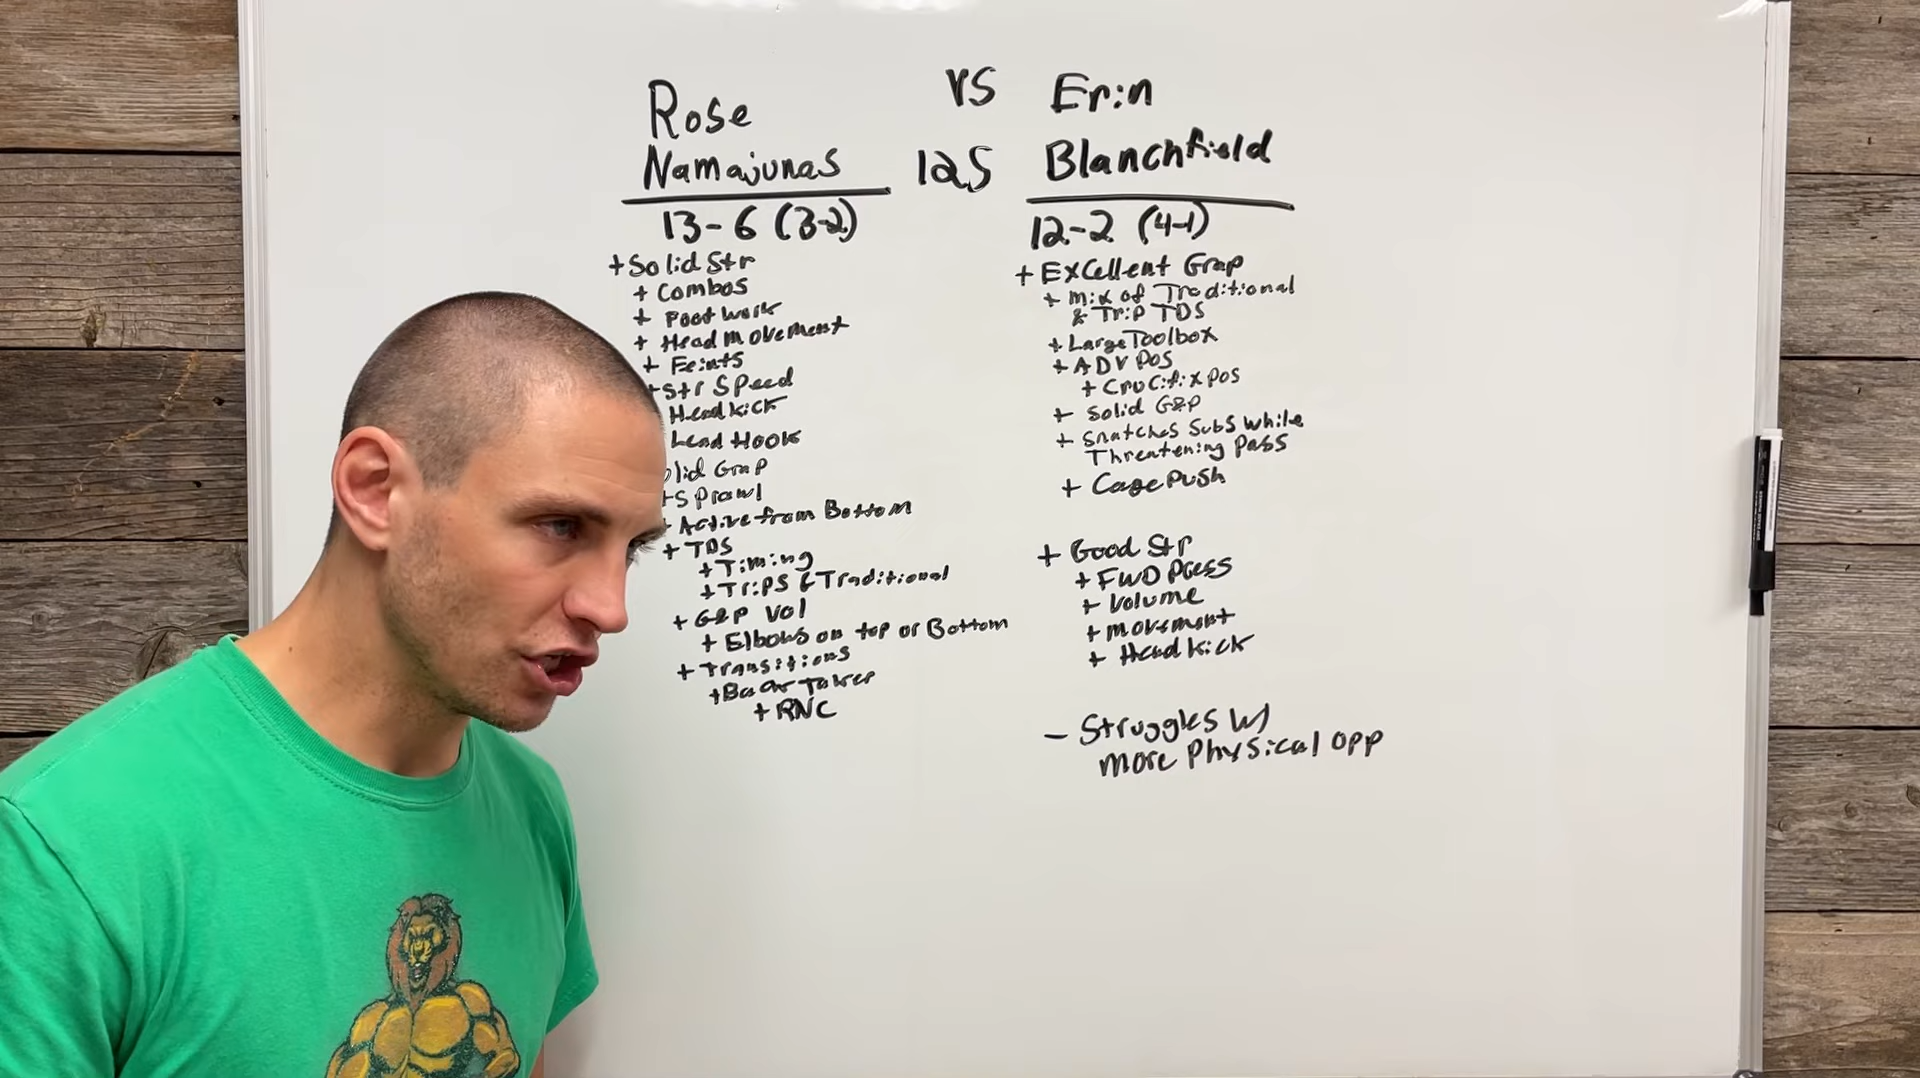 Rose
Namajunas
13-6 (3-2)
+ Solid Str
+ Combos
+ Footwork
+ Head Movement
+ Feints
+ Str Speed
Head kick
Lead Hook
olid Grap
+ Sprawl
+ Active from Bottom
+ TDS
+ Timing
+ Trips & Traditional
+ G&P Vol
+ Elbows on top or Bottom
+ Transitions
+ Back Taker
+ RNC
VS
125
Erin
Blanchfield
12-2 (4-1)
+ Excellent Grap
+ Mix of Traditional
& Trip TDS
+ Large Toolbox
+ ADV Pos
+ Crucifix Pos
+ Solid G&P
+ Snatches Subs while
Threatening Pass
+ Cage Push
+ Good Str
+ FWD Press
+ Volume
+ Movement
+ Head kick
- Struggles w/
more Physical opp